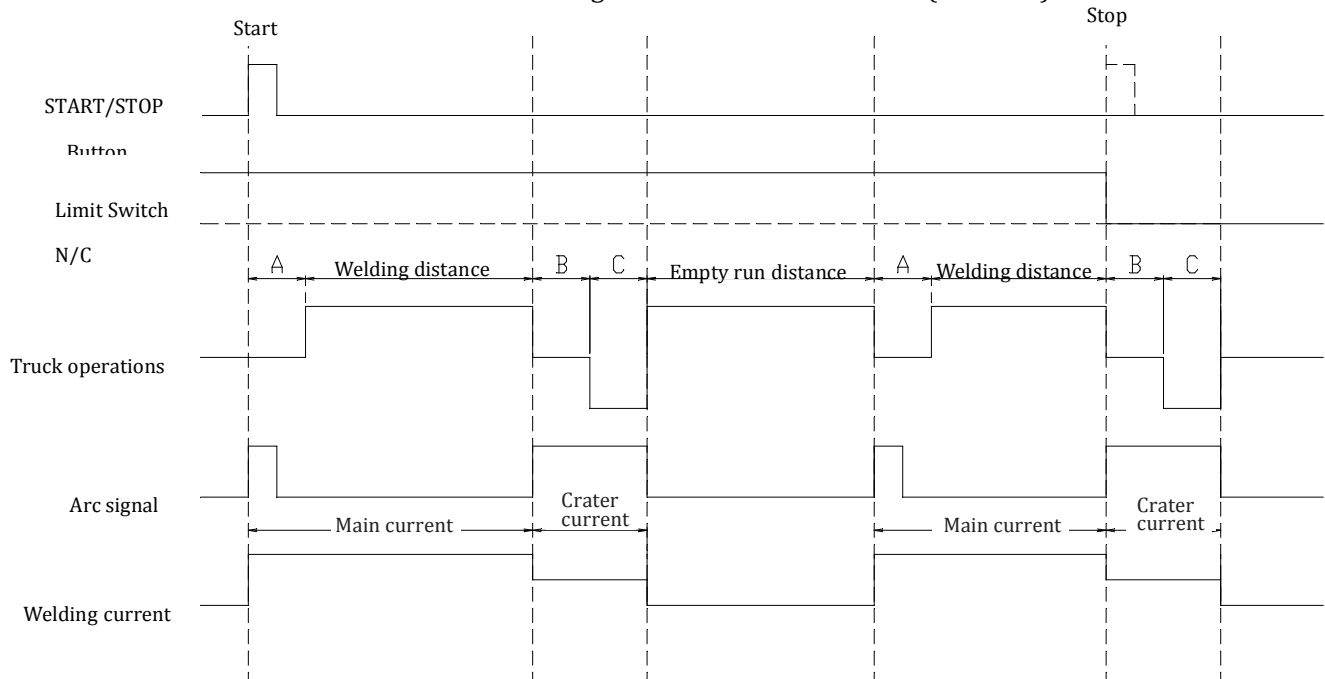 Start
Stop
START/STOP
Button
Limit Switch
N/C
A Welding distance B C Empty run distance A Welding distance B C
Truck operations
Arc signal
Crater
current
Crater
current
Main current
Main current
Welding current